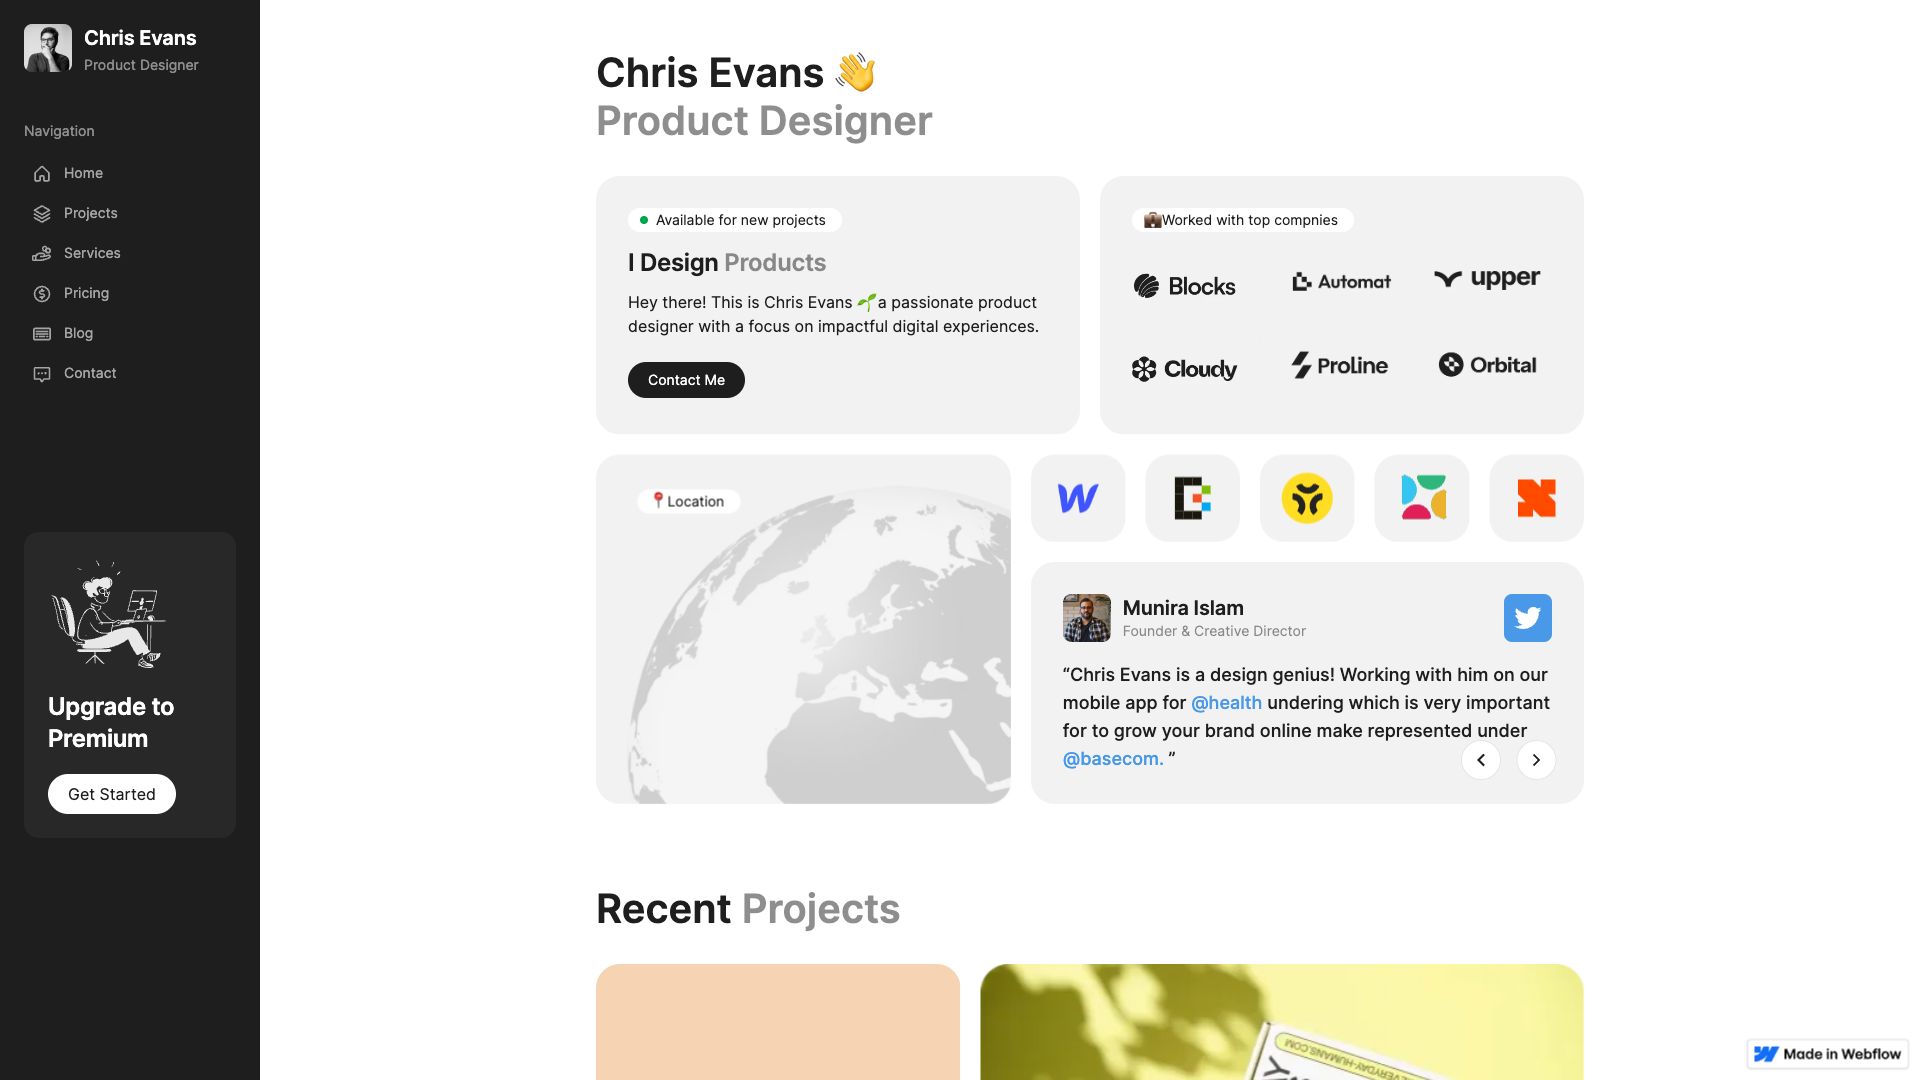 Chris Evans
Product Designer
Navigation
Home
Projects
Services
Pricing
Blog
Contact
Upgrade to
Premium
Get Started
Chris Evans 👋
Product Designer
Available for new projects
I Design Products
Hey there! This is Chris Evans 🌱a passionate product
designer with a focus on impactful digital experiences.
Contact Me
💼Worked with top compnies
Blocks
Automat
upper
Cloudy
ProLine
Orbital
📍Location
Munira Islam
Founder & Creative Director
“Chris Evans is a design genius! Working with him on our
mobile app for @health undering which is very important
for to grow your brand online make represented under
@basecom. ”
Recent Projects
EVERYDAY-HUMANS.COM
Made in Webflow